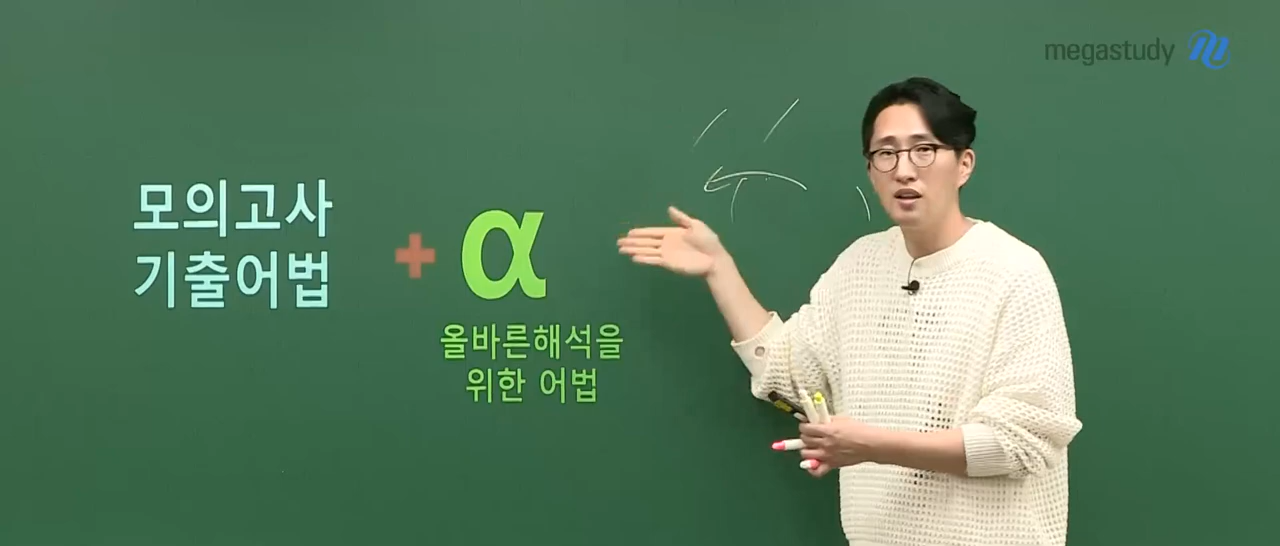 megastudy
모의고사
기출어법
+ α
올바른해석을
위한 어법